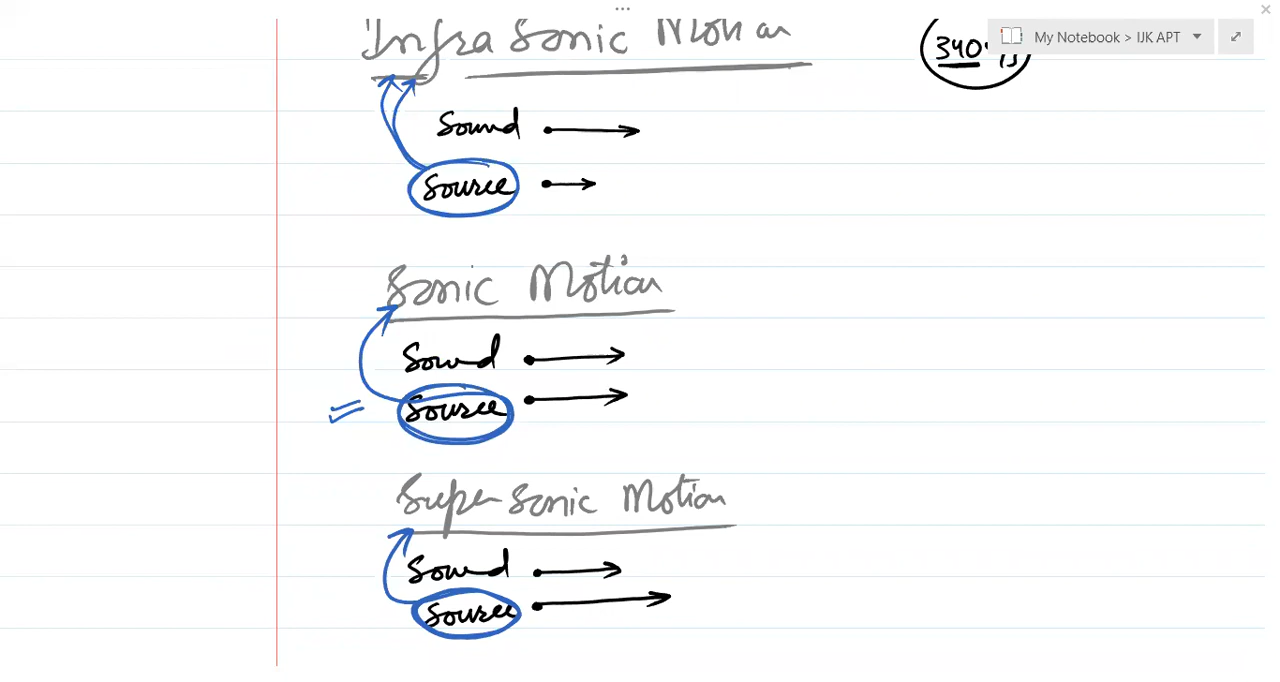 Infra Sonic Motion
340 m/s
My Notebook > IJK APT
Sound
Source
Sonic Motion
Sound
Source
Super Sonic Motion
Sound
Source